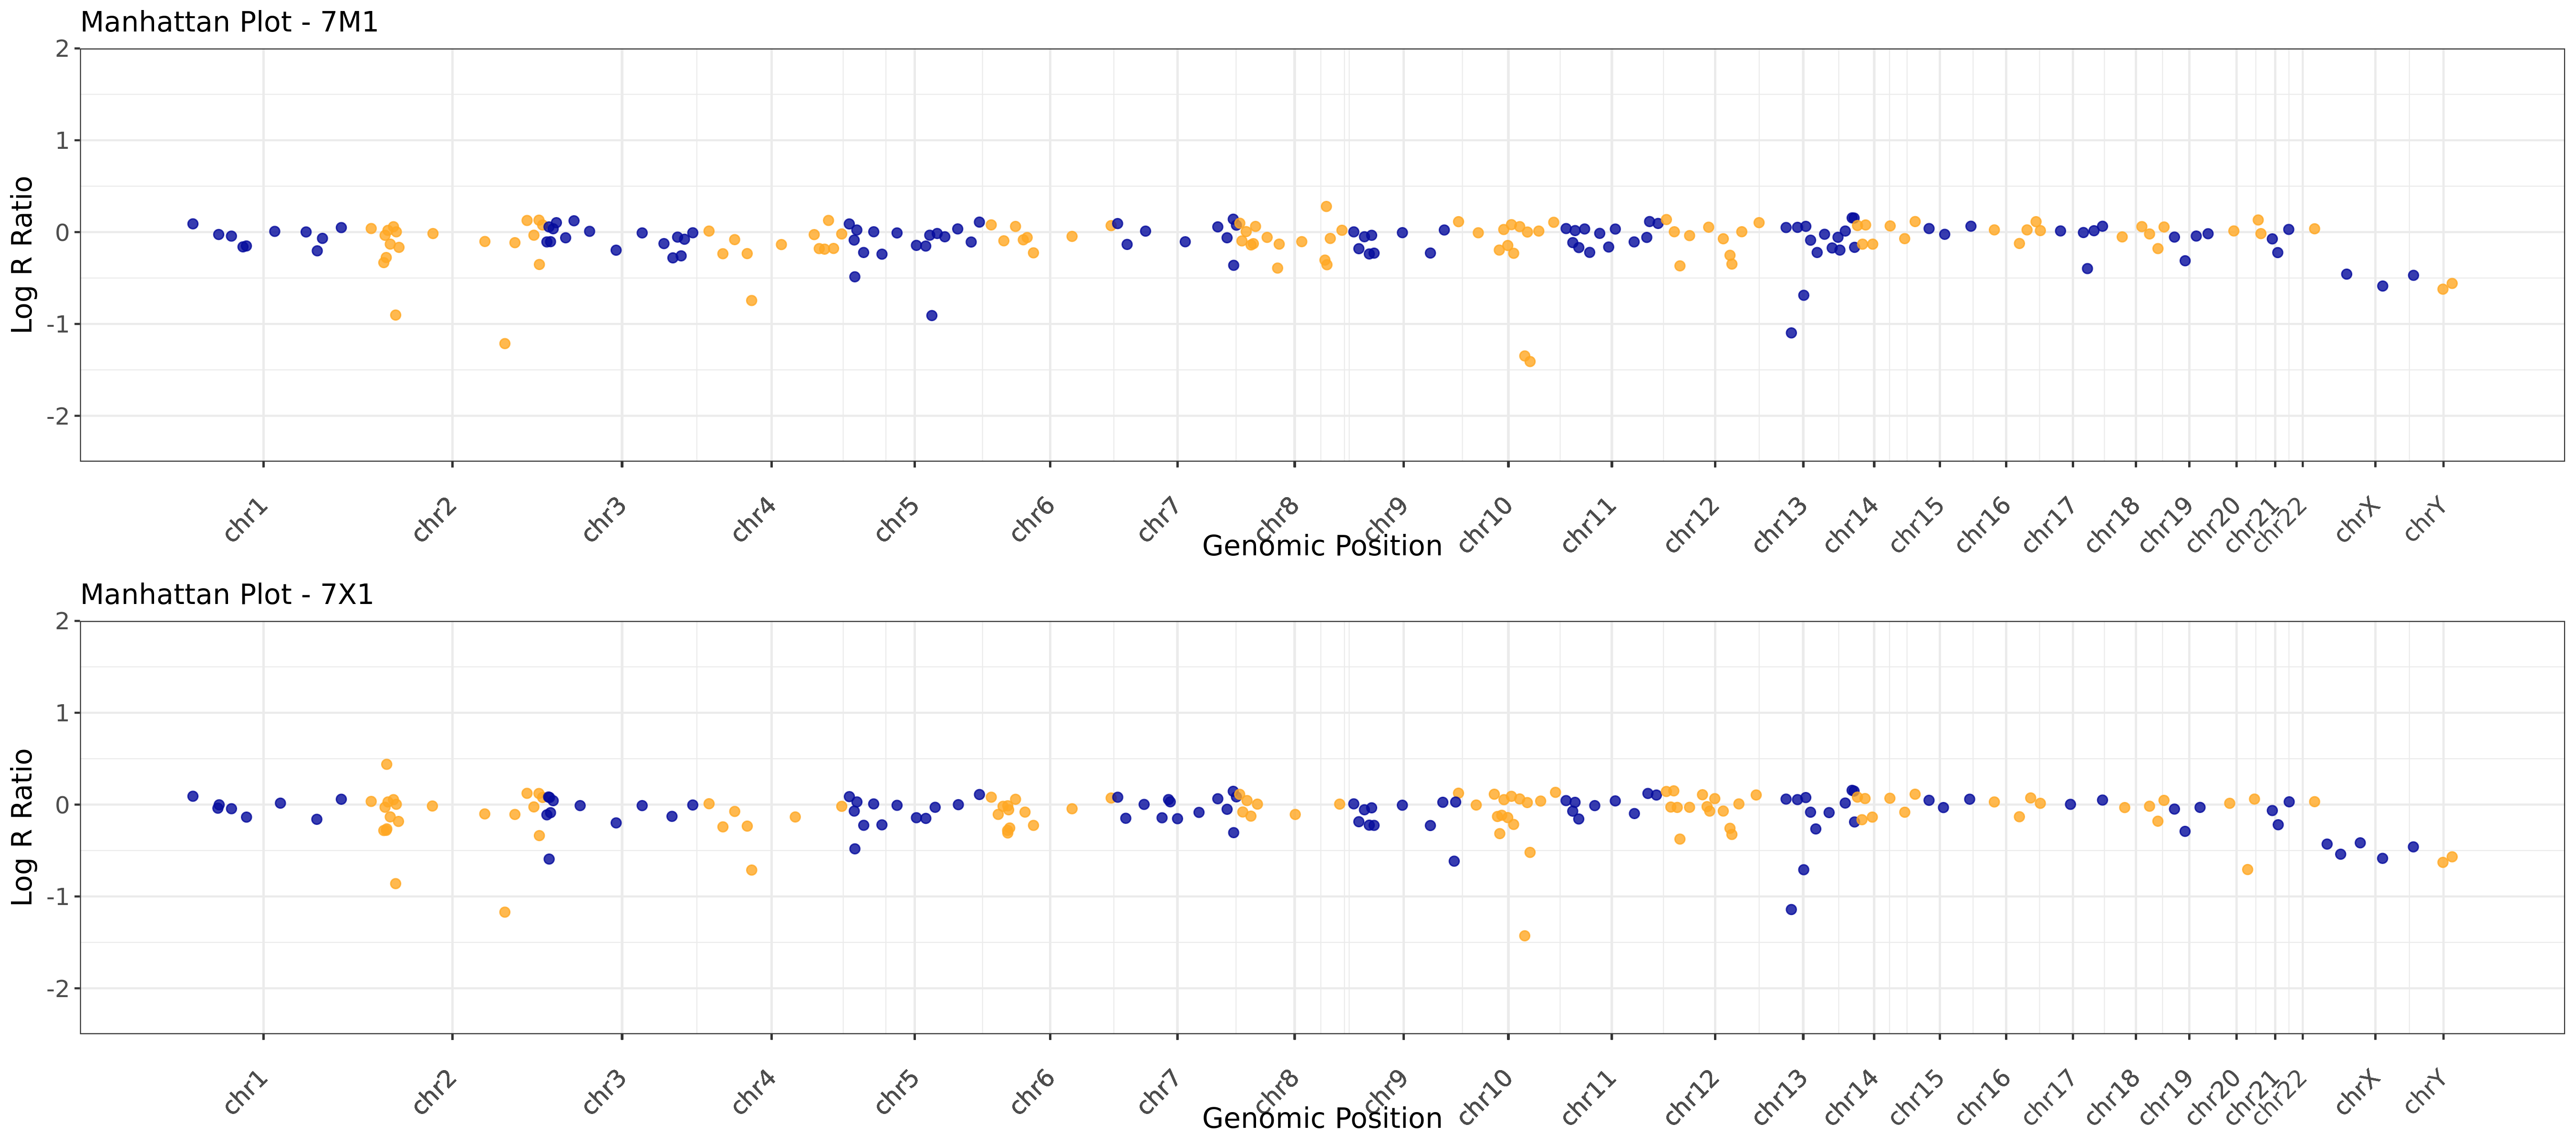 Manhattan Plot - 7M1
2
1
0
-1
-2
Log R Ratio
chr1 chr2 chr3 chr4 chr5 chr6 chr7 chr8 chr9 chr10 chr11 chr12 chr13 chr14 chr15 chr16 chr17 chr18 chr19 chr20 chr21 chr22 chrX chrY
Genomic Position
Manhattan Plot - 7X1
2
1
0
-1
-2
Log R Ratio
chr1 chr2 chr3 chr4 chr5 chr6 chr7 chr8 chr9 chr10 chr11 chr12 chr13 chr14 chr15 chr16 chr17 chr18 chr19 chr20 chr21 chr22 chrX chrY
Genomic Position